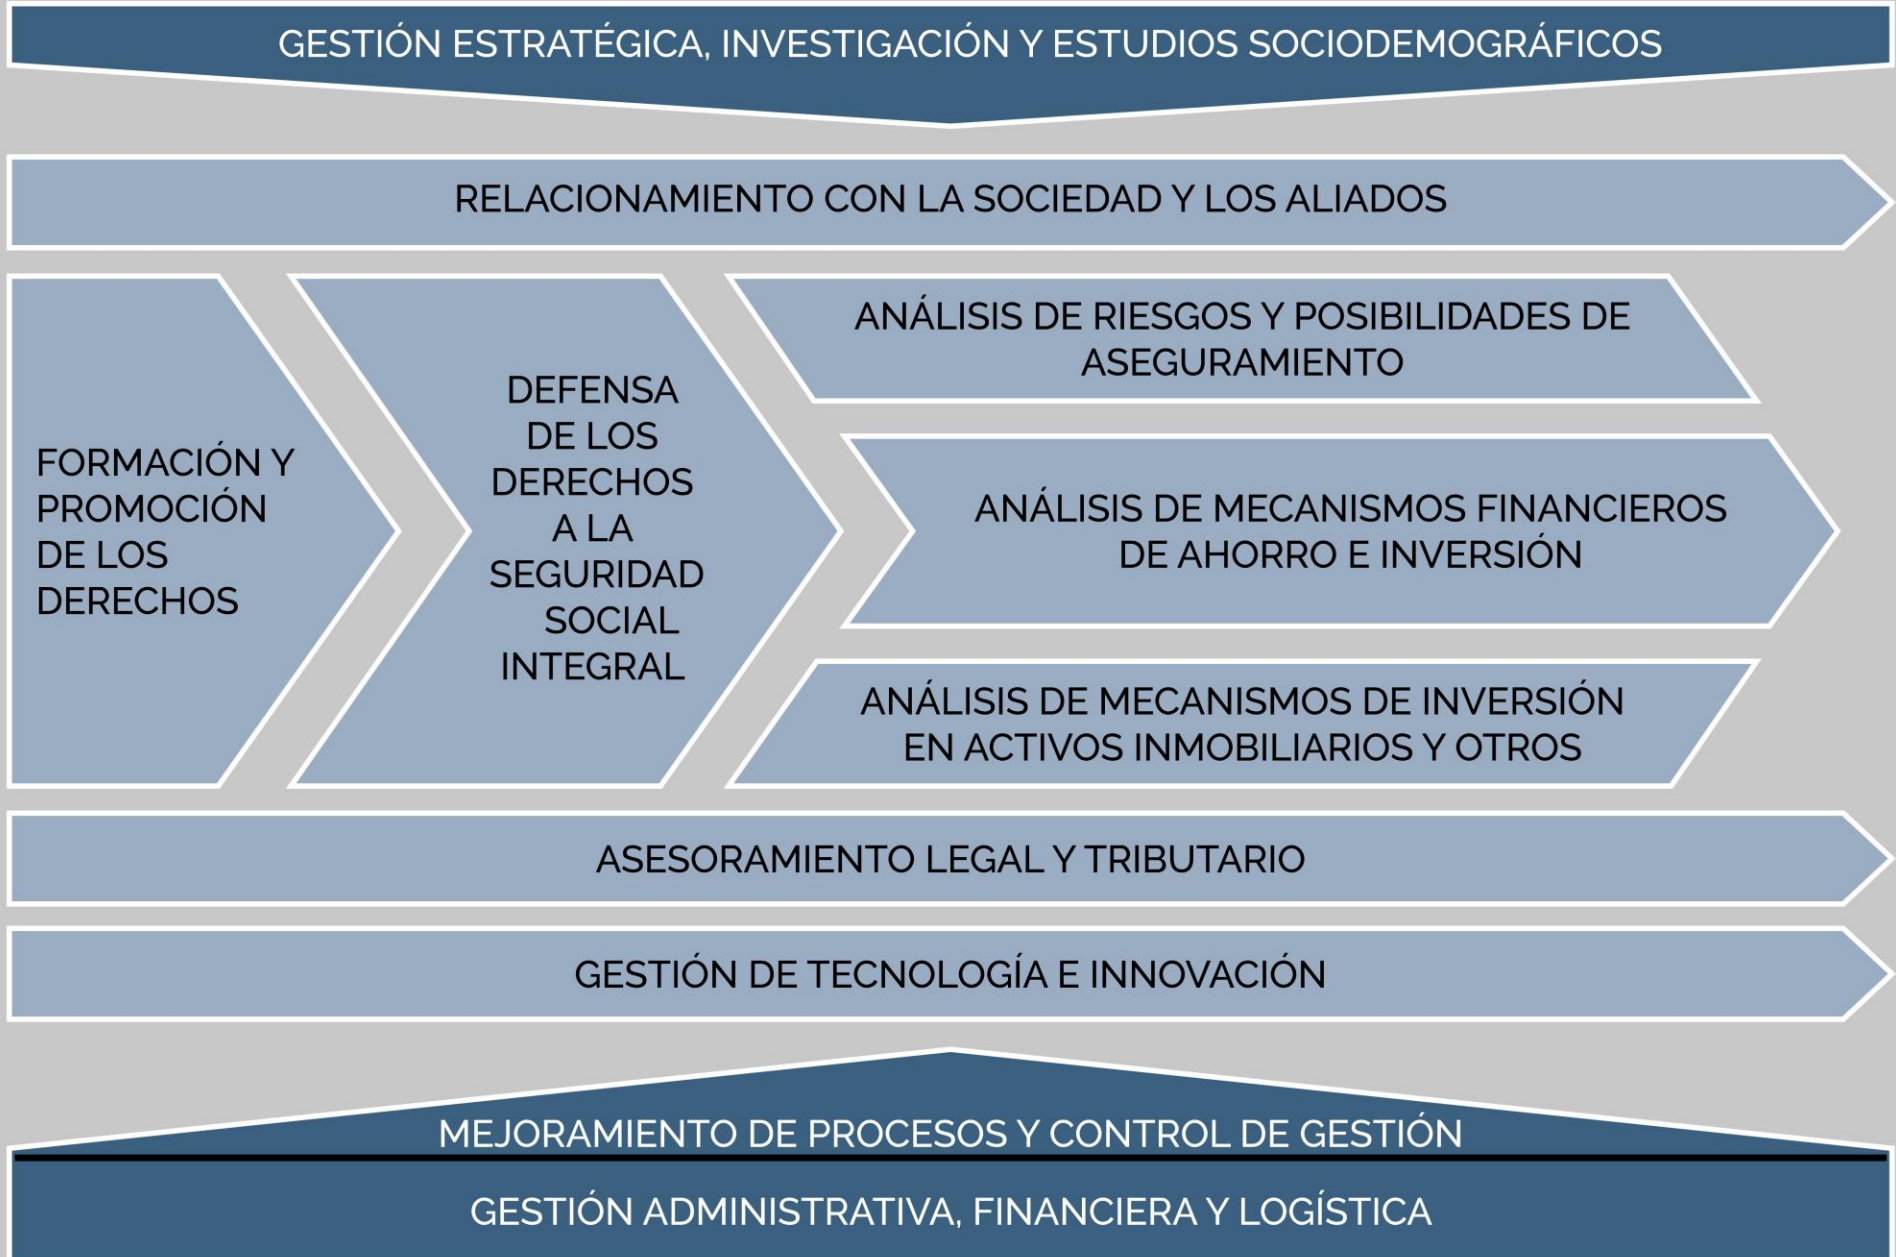 GESTIÓN ESTRATÉGICA, INVESTIGACIÓN Y ESTUDIOS SOCIODEMOGRÁFICOS
RELACIONAMIENTO CON LA SOCIEDAD Y LOS ALIADOS
FORMACIÓN Y
PROMOCIÓN
DE LOS
DERECHOS
DEFENSA
DE LOS
DERECHOS
A LA
SEGURIDAD
SOCIAL
INTEGRAL
ANÁLISIS DE RIESGOS Y POSIBILIDADES DE
ASEGURAMIENTO
ANÁLISIS DE MECANISMOS FINANCIEROS
DE AHORRO E INVERSIÓN
ANÁLISIS DE MECANISMOS DE INVERSIÓN
EN ACTIVOS INMOBILIARIOS Y OTROS
ASESORAMIENTO LEGAL Y TRIBUTARIO
GESTIÓN DE TECNOLOGÍA E INNOVACIÓN
MEJORAMIENTO DE PROCESOS Y CONTROL DE GESTIÓN
GESTIÓN ADMINISTRATIVA, FINANCIERA Y LOGÍSTICA